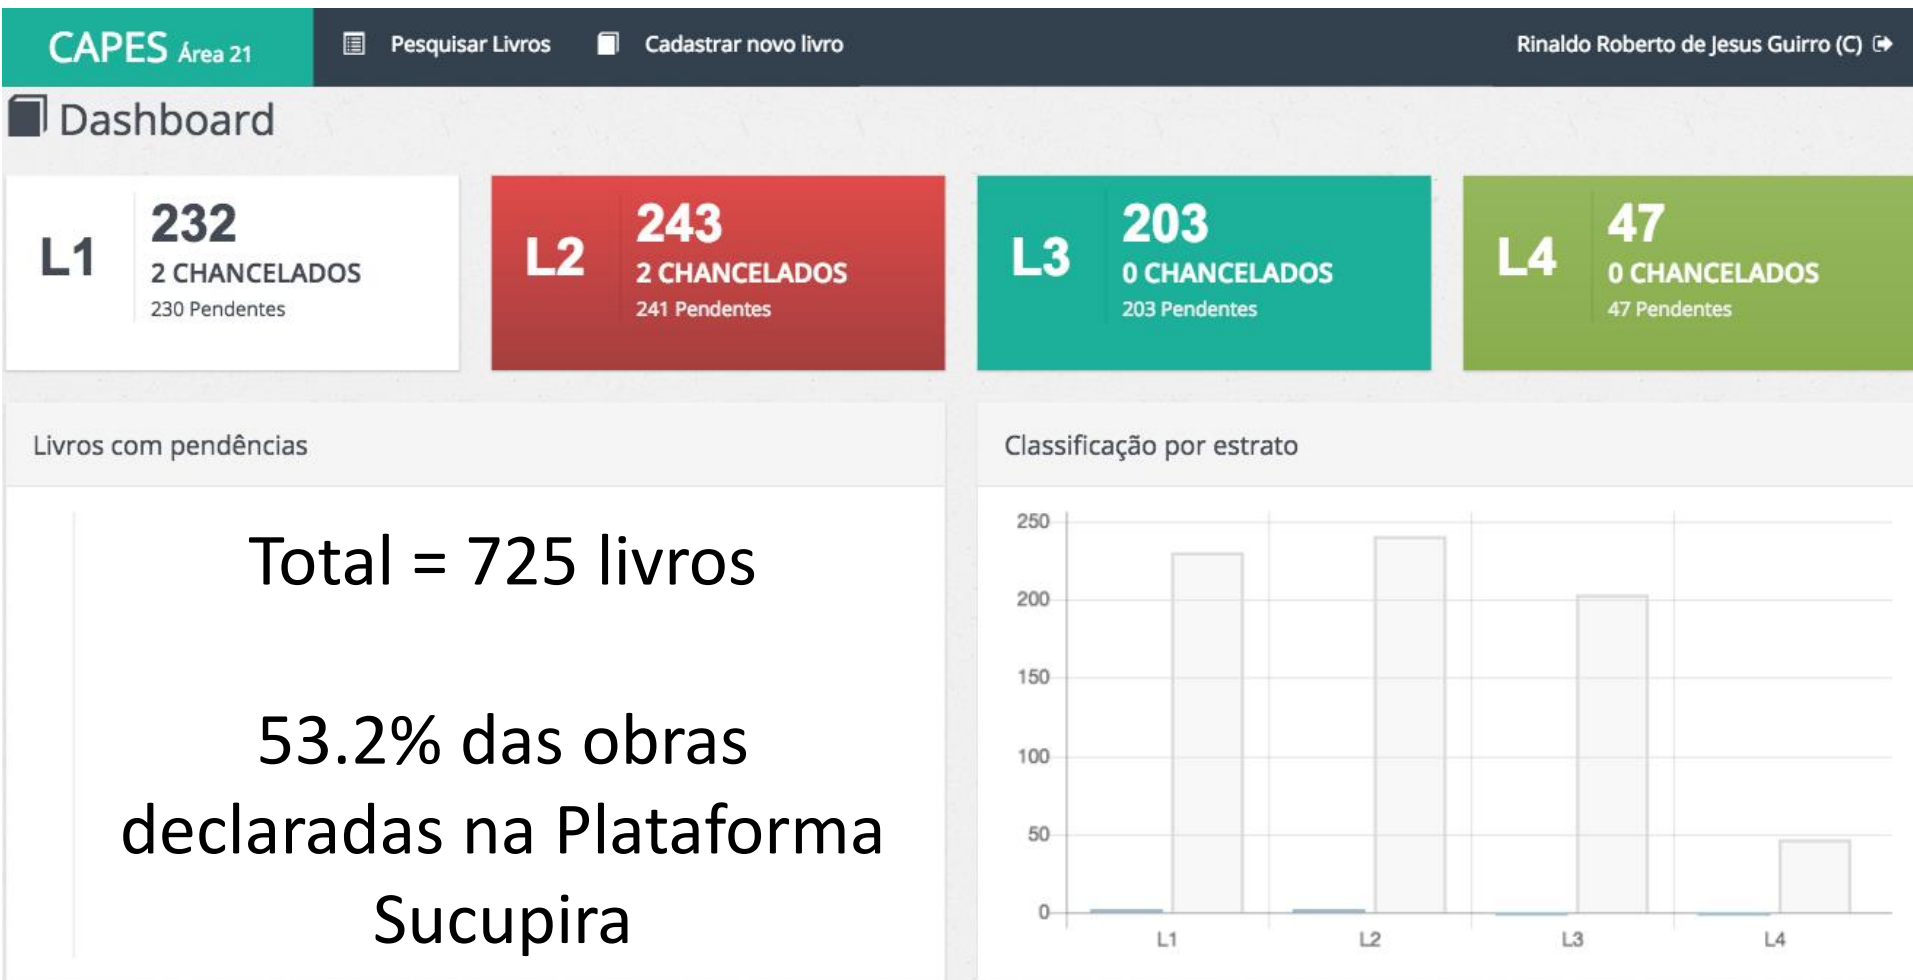 CAPES Área 21
Pesquisar Livros
Cadastrar novo livro
Rinaldo Roberto de Jesus Guirro (C)
Dashboard
L1
232
2 CHANCELADOS
230 Pendentes
L2
243
2 CHANCELADOS
241 Pendentes
L3
203
0 CHANCELADOS
203 Pendentes
L4
47
0 CHANCELADOS
47 Pendentes
Livros com pendências
Total = 725 livros
53.2% das obras
declaradas na Plataforma
Sucupira
Classificação por estrato
250
200
150
100
50
0
L1
L2
L3
L4